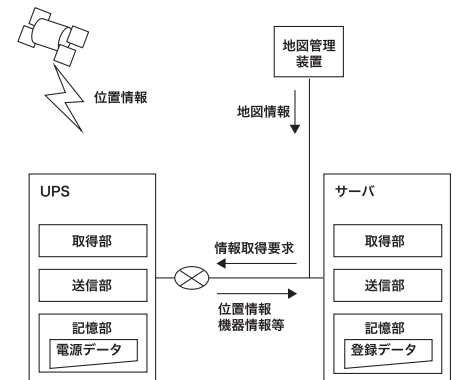 位置情報
地図管理
装置
地図情報
UPS
取得部
送信部
記憶部
電源データ
情報取得要求
位置情報
機器情報等
サーバ
取得部
送信部
記憶部
登録データ